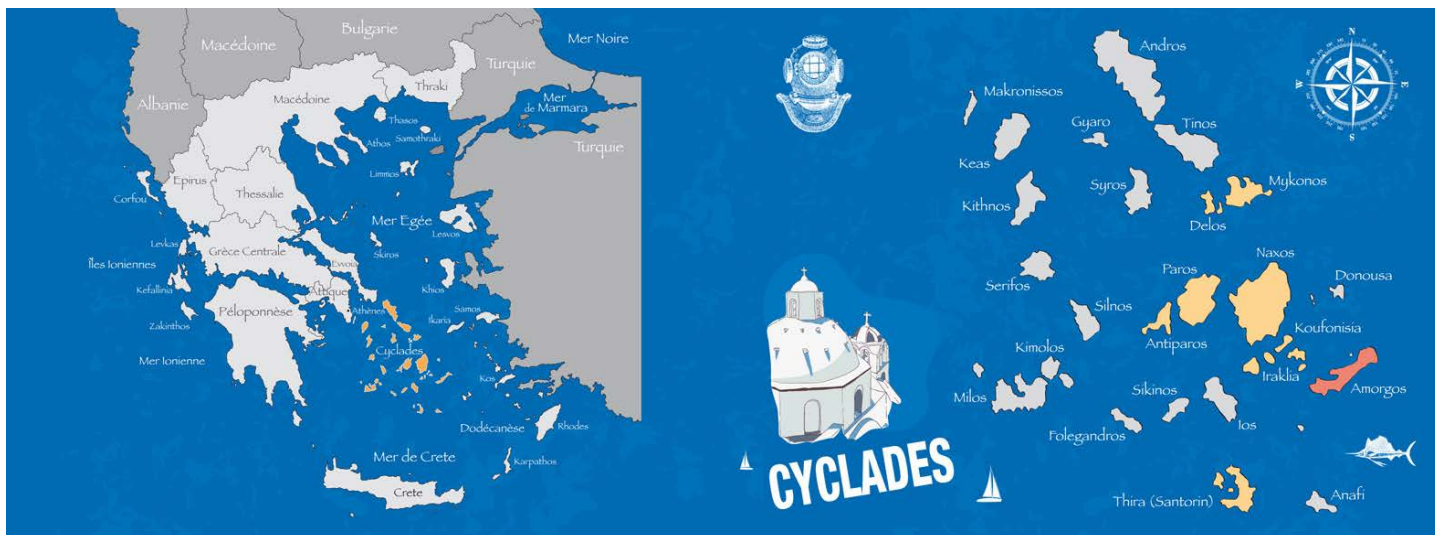 Bulgarie
Mer Noire
Macédoine
Turquie
Thraki
Albanie
Macédoine
Mer
de Marmara
Thasos
Samothraki
Athos
Turquie
Limmos
Epirus
Thessalie
Corfou
Mer Egée
Lesvos
Levkas
Grèce Centrale
Skiros
Îles Ioniennes
Evvoia
Kefallinia
Attique
Khios
Péloponnèse
Athènes
Samos
Zakinthos
Ikaria
Cyclades
Mer Ionienne
Kos
Dodécanèse
Rhodes
Mer de Crete
Karpathos
Crete
CYCLADES
N
W
E
S
Andros
Makronissos
Gyaro
Tinos
Keas
Syros
Mykonos
Kithnos
Delos
Naxos
Paros
Donousa
Serifos
Silnos
Koufonisia
Antiparos
Kimolos
Iraklia
Amorgos
Milos
Sikinos
Ios
Folegandros
Thira (Santorin)
Anafi